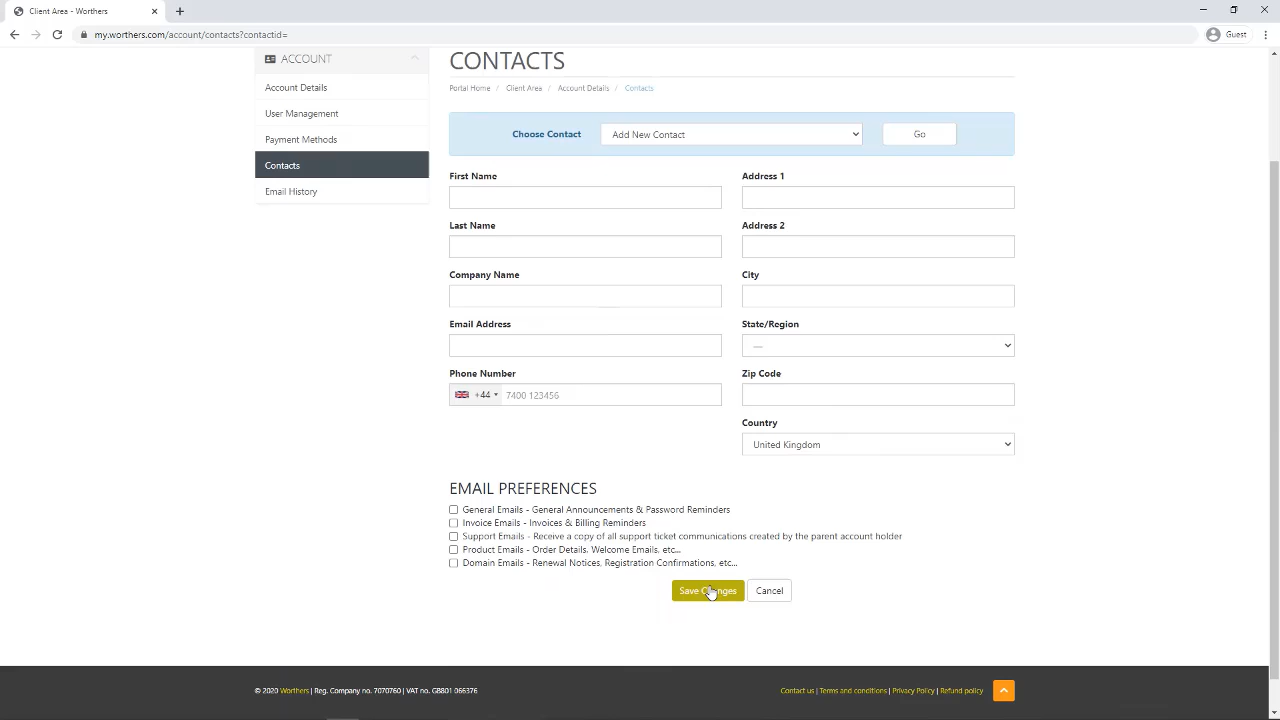 Client Area - Worthers
my.worthers.com/account/contacts?contactid=
Guest
ACCOUNT
Account Details
User Management
Payment Methods
Contacts
Email History
CONTACTS
Portal Home / Client Area / Account Details / Contacts
Choose Contact Add New Contact Go
First Name
Last Name
Company Name
Email Address
Phone Number
+44 7400 123456
Address 1
Address 2
City
State/Region
—
Zip Code
Country
United Kingdom
EMAIL PREFERENCES
General Emails - General Announcements & Password Reminders
Invoice Emails - Invoices & Billing Reminders
Support Emails - Receive a copy of all support ticket communications created by the parent account holder
Product Emails - Order Details, Welcome Emails, etc...
Domain Emails - Renewal Notices, Registration Confirmations, etc...
Save Changes Cancel
© 2020 Worthers | Reg. Company no. 7070760 | VAT no. GB801 066376
Contact us | Terms and conditions | Privacy Policy | Refund policy